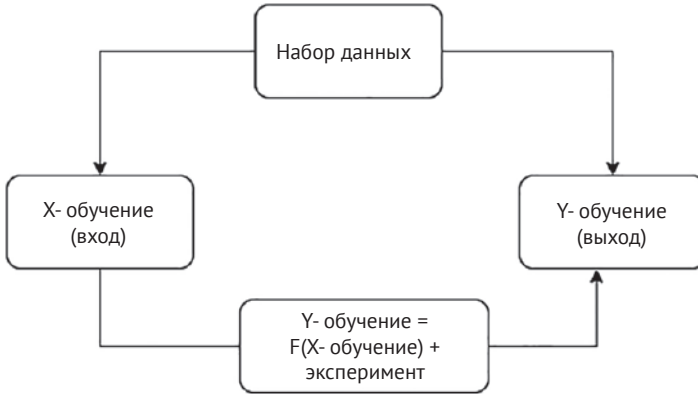 Набор данных
X- обучение
(вход)
Y- обучение
(выход)
Y- обучение =
F(X- обучение) +
эксперимент